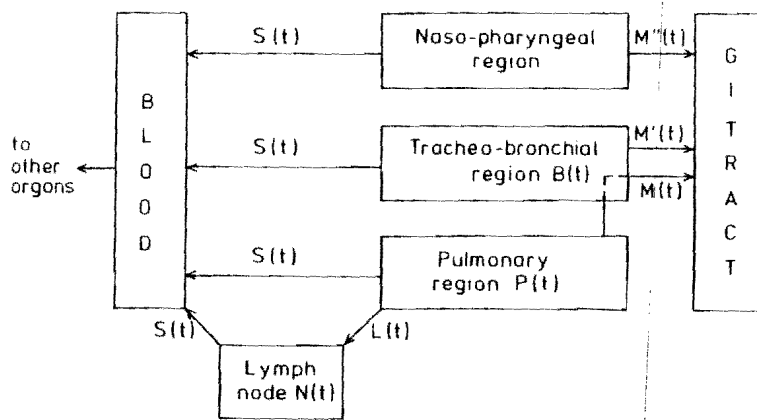 S(t)
Naso-pharyngeal
region
M"(t)
B
L
O
O
D
G
I
T
R
A
C
T
to
other
organs
S(t)
Tracheo-bronchial
region B(t)
M'(t)
M(t)
S(t)
Pulmonary
region P(t)
S(t)
L(t)
Lymph
node N(t)